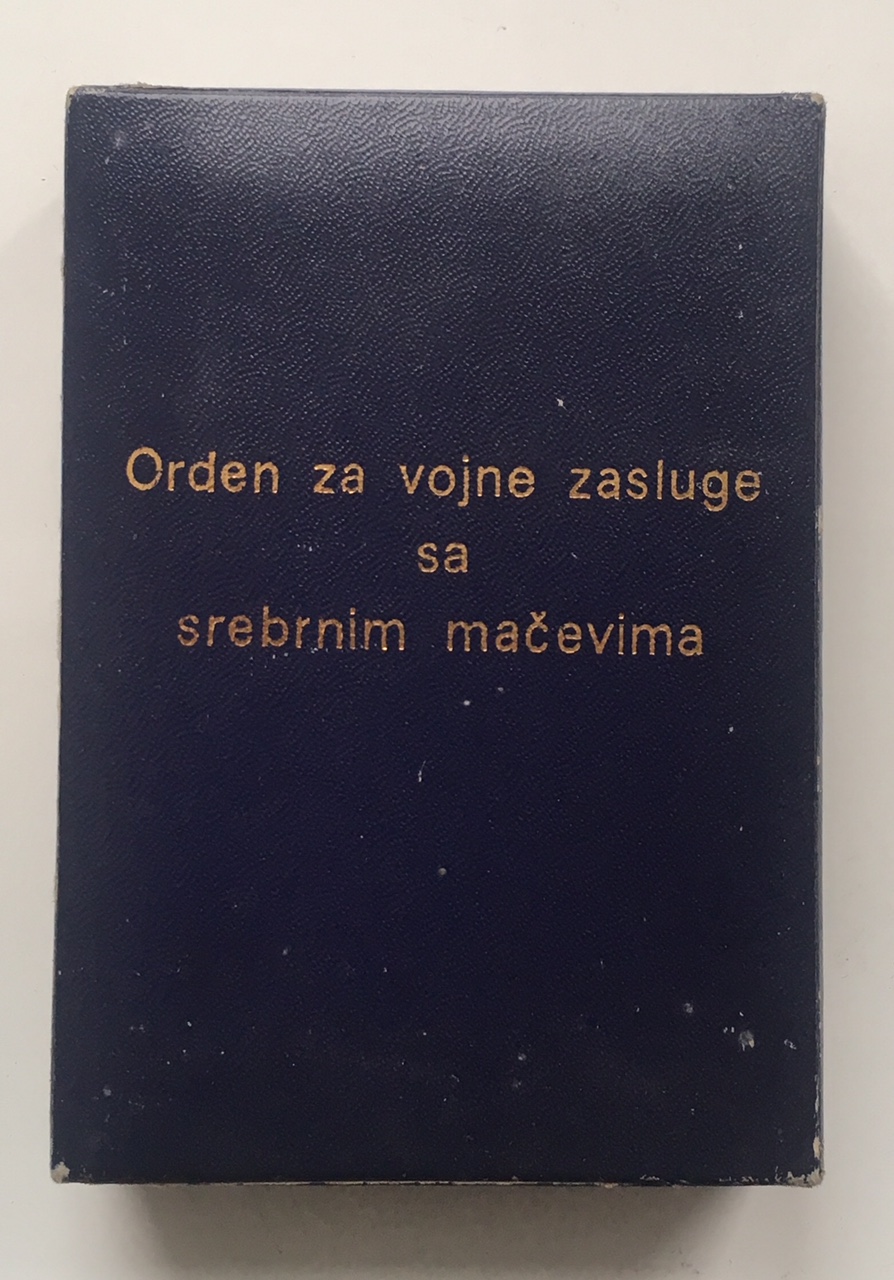 Orden za vojne zasluge
sa
srebrnim mačevima